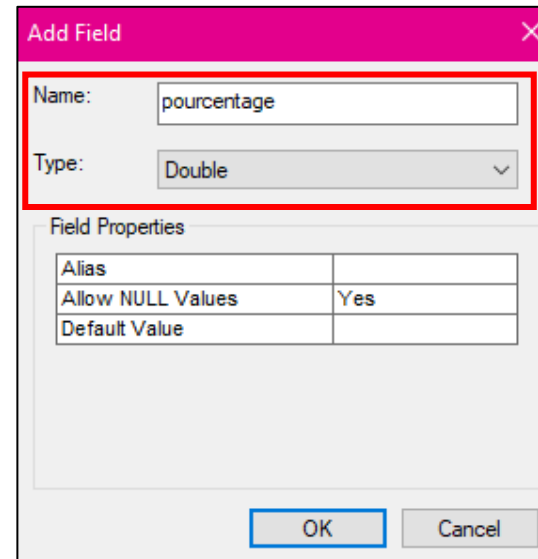 Add Field
Name: pourcentage
Type: Double
Field Properties
Alias
Allow NULL Values Yes
Default Value
OK Cancel